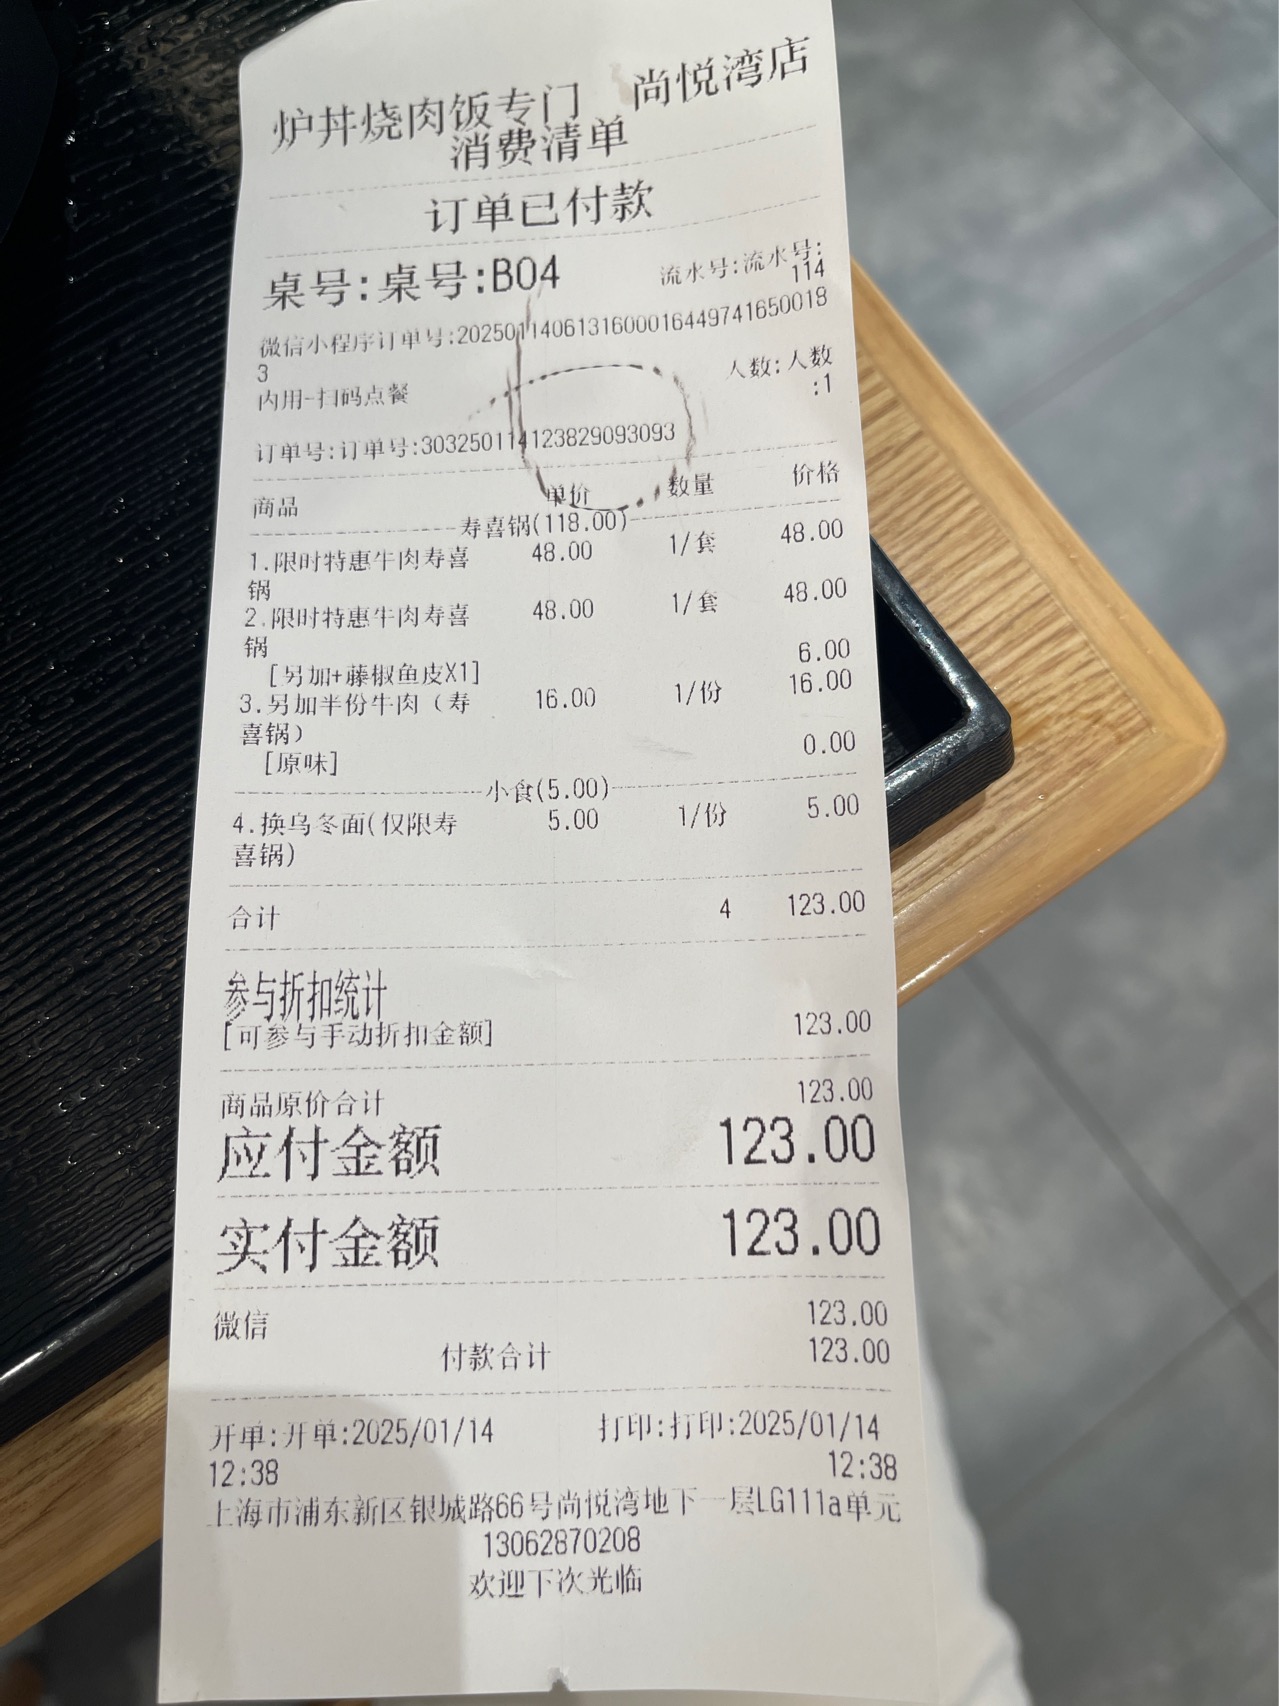 炉丼烧肉饭专门 尚悦湾店
消费清单
订单已付款
桌号:桌号:B04 流水号:流水号:
114
微信小程序订单号:2025011406131600016449741650018
3
内用-扫码点餐 人数:人数
:1
订单号:订单号:303250114123829093093
商品 单价 数量 价格
寿喜锅(118.00)
1.限时特惠牛肉寿喜 48.00 1/套 48.00
锅
2.限时特惠牛肉寿喜 48.00 1/套 48.00
锅
[另加+藤椒鱼皮X1] 6.00
3.另加半份牛肉（寿 16.00 1/份 16.00
喜锅）
[原味] 0.00
小食(5.00)
4.换乌冬面(仅限寿 5.00 1/份 5.00
喜锅)
合计 4 123.00
参与折扣统计
[可参与手动折扣金额] 123.00
商品原价合计 123.00
应付金额 123.00
实付金额 123.00
微信 123.00
付款合计 123.00
开单:开单:2025/01/14 打印:打印:2025/01/14
12:38 12:38
上海市浦东新区银城路66号尚悦湾地下一层LG111a单元
13062870208
欢迎下次光临